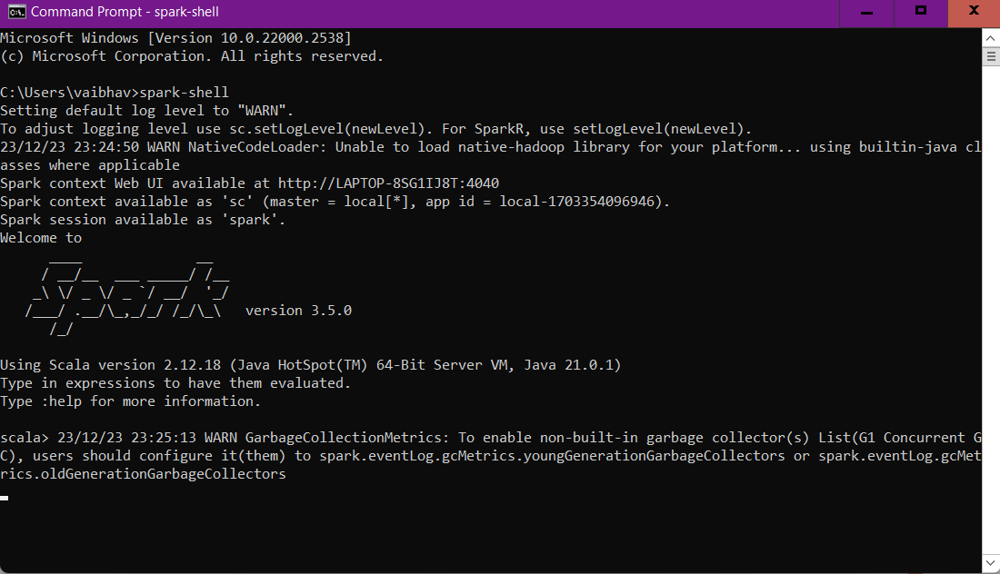 Command Prompt - spark-shell
Microsoft Windows [Version 10.0.22000.2538]
(c) Microsoft Corporation. All rights reserved.
C:\Users\vaibhav>spark-shell
Setting default log level to "WARN".
To adjust logging level use sc.setLogLevel(newLevel). For SparkR, use setLogLevel(newLevel).
23/12/23 23:24:50 WARN NativeCodeLoader: Unable to load native-hadoop library for your platform... using builtin-java cl
asses where applicable
Spark context Web UI available at http://LAPTOP-8SG1IJ8T:4040
Spark context available as 'sc' (master = local[*], app id = local-1703354096946).
Spark session available as 'spark'.
Welcome to
      ____              __
     / __/__  ___ _____/ /__
    _\ \/ _ \/ _ `/ __/  '_/
   /___/ .__/\_,_/_/ /_/\_\   version 3.5.0
      /_/
Using Scala version 2.12.18 (Java HotSpot(TM) 64-Bit Server VM, Java 21.0.1)
Type in expressions to have them evaluated.
Type :help for more information.
scala> 23/12/23 23:25:13 WARN GarbageCollectionMetrics: To enable non-built-in garbage collector(s) List(G1 Concurrent G
C), users should configure it(them) to spark.eventLog.gcMetrics.youngGenerationGarbageCollectors or spark.eventLog.gcMet
rics.oldGenerationGarbageCollectors